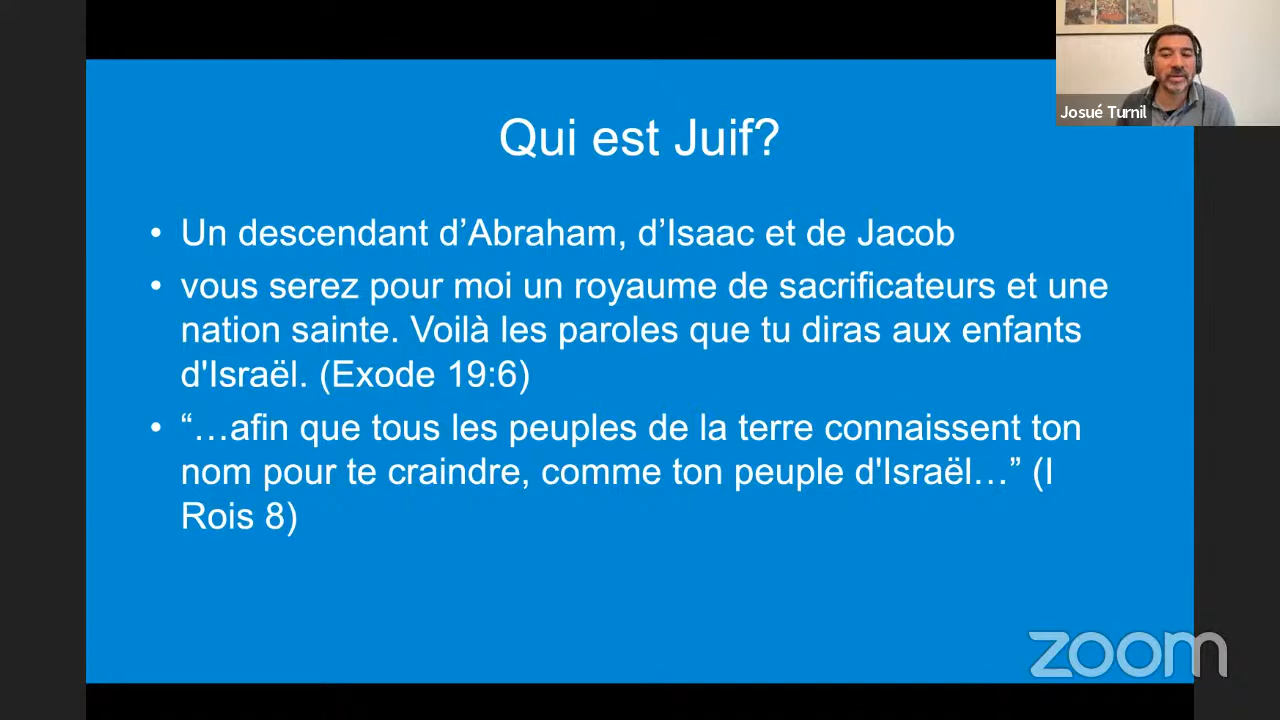 Josué Turnil
Qui est Juif?
• Un descendant d’Abraham, d’Isaac et de Jacob
• vous serez pour moi un royaume de sacrificateurs et une
nation sainte. Voilà les paroles que tu diras aux enfants
d'Israël. (Exode 19:6)
• “…afin que tous les peuples de la terre connaissent ton
nom pour te craindre, comme ton peuple d'Israël…” (I
Rois 8)
zoom